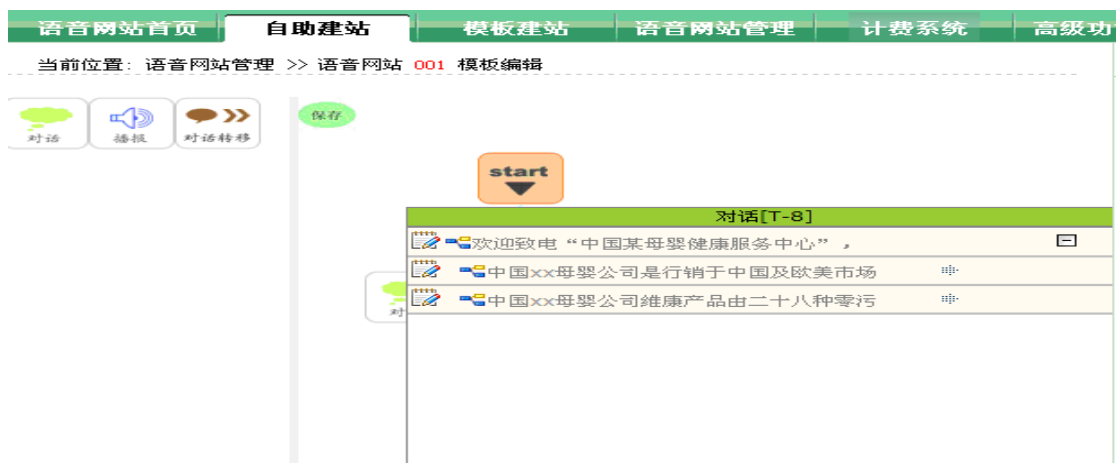 语音网站首页 自助建站 模板建站 语音网站管理 计费系统 高级功
当前位置: 语音网站管理 >> 语音网站 001 模板编辑
对话 播报 对话转移 保存
start
对话[T-8]
欢迎致电“中国某母婴健康服务中心”,
中国xx母婴公司是行销于中国及欧美市场
中国xx母婴公司维康产品由二十八种零污
对